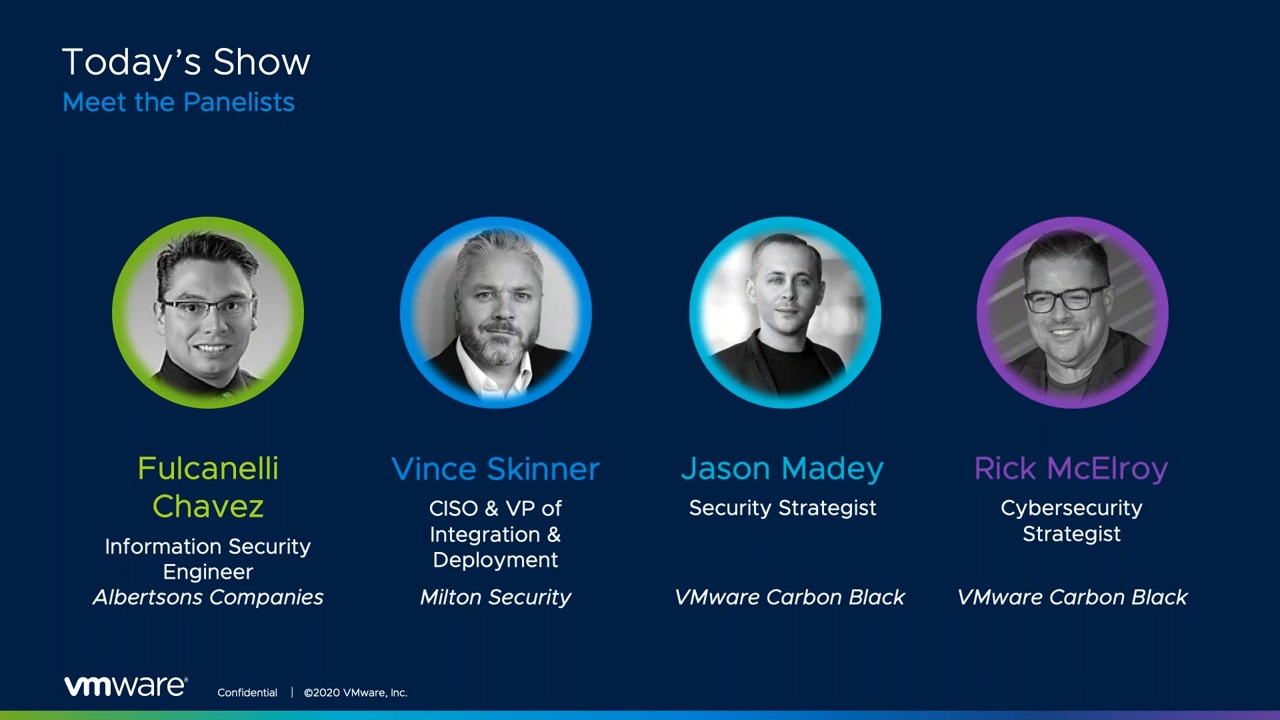 Today’s Show
Meet the Panelists
Fulcanelli
Chavez
Information Security
Engineer
Albertsons Companies
Vince Skinner
CISO & VP of
Integration &
Deployment
Milton Security
Jason Madey
Security Strategist
VMware Carbon Black
Rick McElroy
Cybersecurity
Strategist
VMware Carbon Black
vmware®
Confidential | ©2020 VMware, Inc.